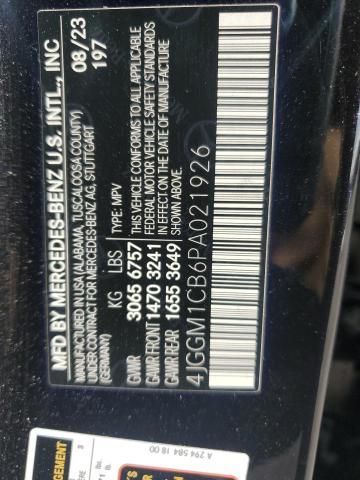 MFD BY MERCEDES-BENZ U.S. INTL., INC
08/23
197
MANUFACTURED IN USA (ALABAMA, TUSCALOOSA COUNTY)
UNDER CONTRACT FOR MERCEDES-BENZ AG, STUTTGART
(GERMANY)
KG LBS TYPE: MPV
GVWR 3065 6757
GAWR FRONT 1470 3241
GAWR REAR 1655 3649
THIS VEHICLE CONFORMS TO ALL APPLICABLE
FEDERAL MOTOR VEHICLE SAFETY STANDARDS
IN EFFECT ON THE DATE OF MANUFACTURE
SHOWN ABOVE.
4JGGM1CB6PA021926
A 294 584 18 00